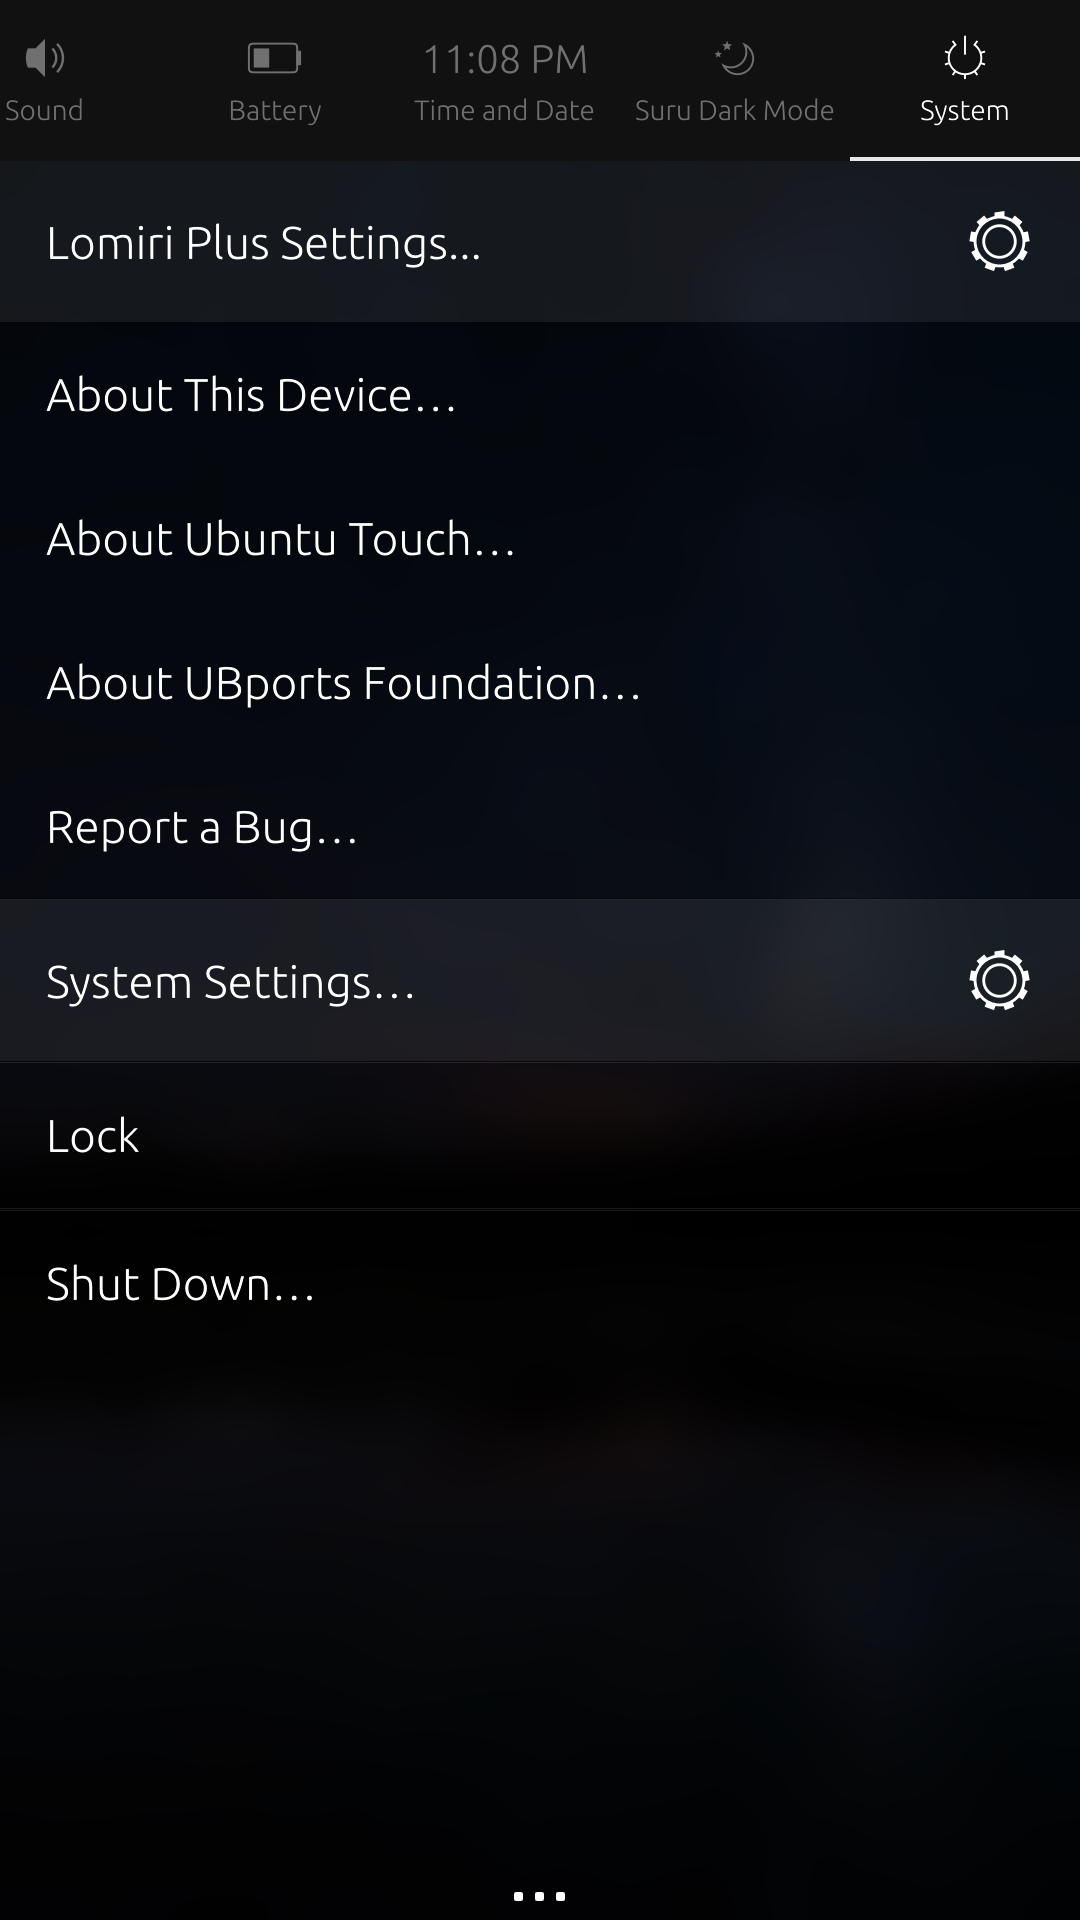 11:08 PM
Sound Battery Time and Date Suru Dark Mode System
Lomiri Plus Settings...
About This Device…
About Ubuntu Touch…
About UBports Foundation…
Report a Bug…
System Settings…
Lock
Shut Down…